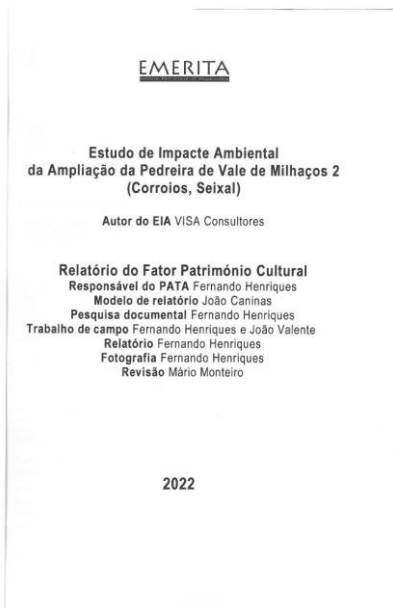 EMERITA
Estudo de Impacte Ambiental
da Ampliação da Pedreira de Vale de Milhaços 2
(Corroios, Seixal)
Autor do EIA VISA Consultores
Relatório do Fator Património Cultural
Responsável do PATA Fernando Henriques
Modelo de relatório João Caninas
Pesquisa documental Fernando Henriques
Trabalho de campo Fernando Henriques e João Valente
Relatório Fernando Henriques
Fotografia Fernando Henriques
Revisão Mário Monteiro
2022